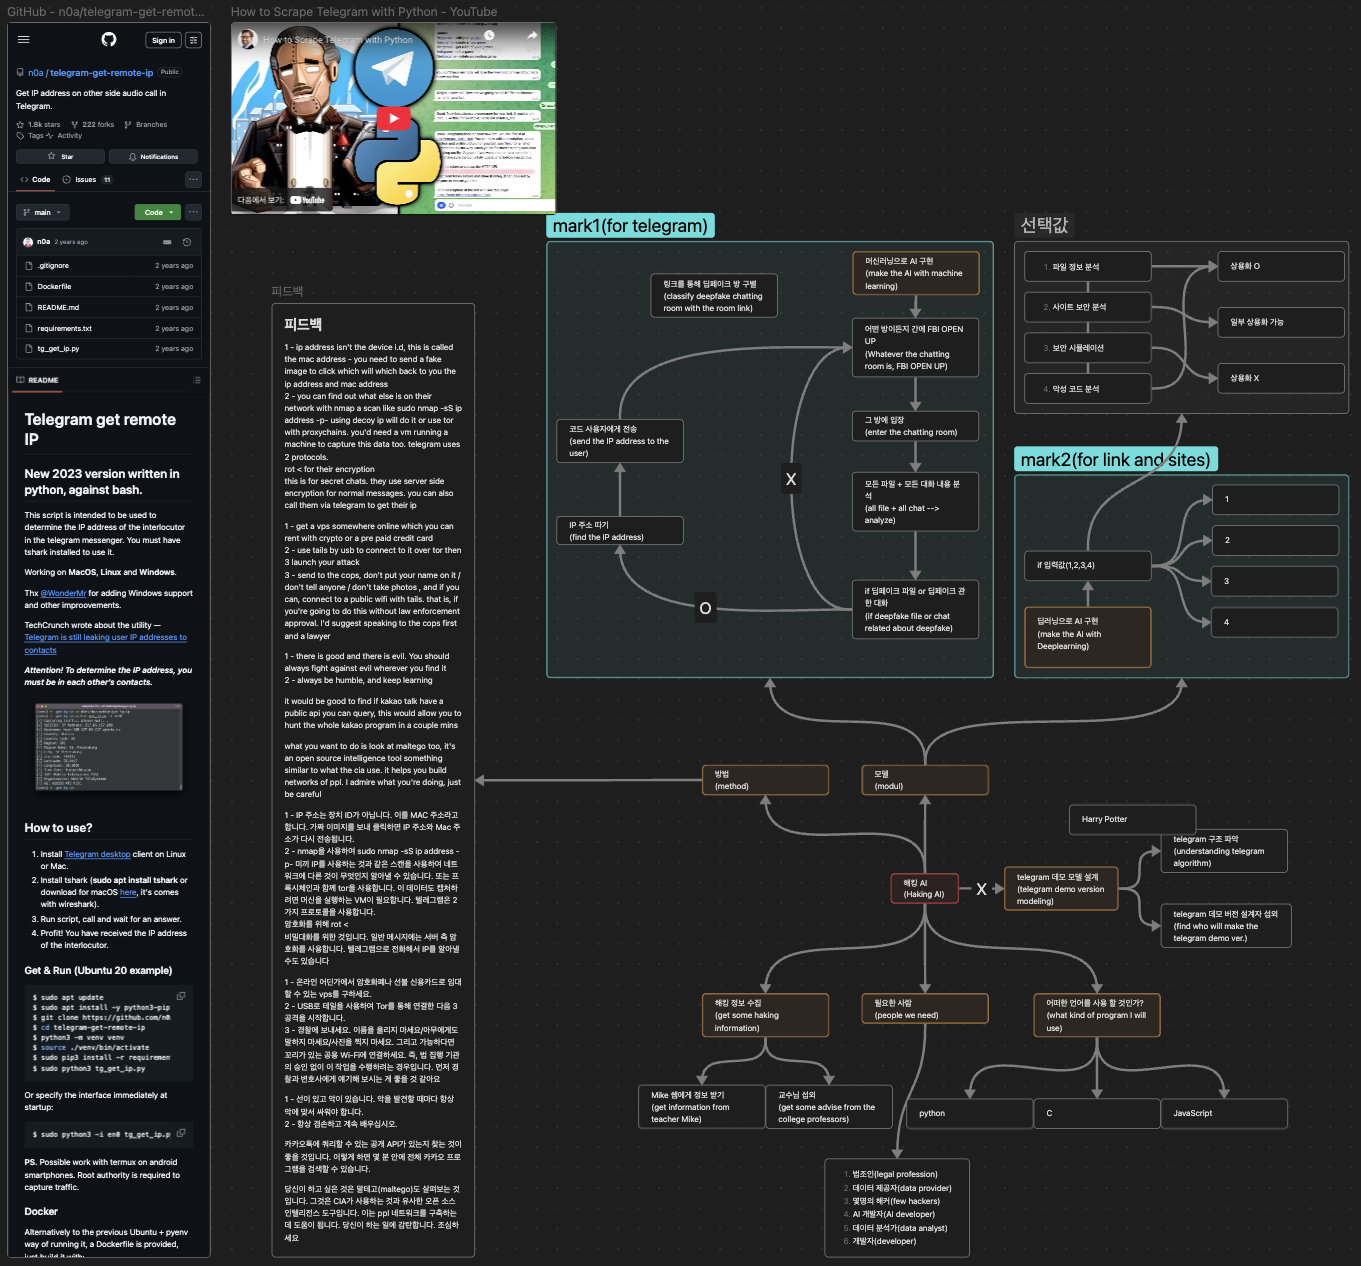 GitHub - n0a/telegram-get-remot...
Sign in
n0a / telegram-get-remote-ip Public
Get IP address on other side audio call in
Telegram.
1.8k stars 222 forks Branches
Tags Activity
Star
Notifications
Code Issues 11
main
Code
n0a 2 years ago
.gitignore 2 years ago
Dockerfile 2 years ago
README.md 2 years ago
requirements.txt 2 years ago
tg_get_ip.py 2 years ago
README
Telegram get remote
IP
New 2023 version written in
python, against bash.
This script is intended to be used to
determine the IP address of the interlocutor
in the telegram messenger. You must have
tshark installed to use it.
Working on MacOS, Linux and Windows.
Thx @WonderMr for adding Windows support
and other improvements.
TechCrunch wrote about the utility —
Telegram is still leaking user IP addresses to
contacts
Attention! To determine the IP address, you
must be in each other's contacts.
How to use?
1. Install Telegram desktop client on Linux
or Mac.
2. Install tshark (sudo apt install tshark or
download for macOS here, it's comes
with wireshark).
3. Run script, call and wait for an answer.
4. Profit! You have received the IP address
of the interlocutor.
Get & Run (Ubuntu 20 example)
$ sudo apt update
$ sudo apt install -y python3-pip
$ git clone https://github.com/n0
$ cd telegram-get-remote-ip
$ python3 -m venv venv
$ source ./venv/bin/activate
$ sudo pip3 install -r requiremen
$ sudo python3 tg_get_ip.py
Or specify the interface immediately at
startup:
$ sudo python3 -i en0 tg_get_ip.p
PS. Possible work with termux on android
smartphones. Root authority is required to
capture traffic.
Docker
Alternatively to the previous Ubuntu + pyenv
way of running it, a Dockerfile is provided,
just build it with:
How to Scrape Telegram with Python - YouTube
How to Scrape Telegram with Python
다음에서 보기: YouTube
피드백
피드백
1 - ip address isn't the device i.d, this is called
the mac address - you need to send a fake
image to click which will which back to you the
ip address and mac address
2 - you can find out what else is on their
network with nmap a scan like sudo nmap -sS ip
address -p- using decoy ip will do it or use tor
with proxychains. you'd need a vm running a
machine to capture this data too. telegram uses
2 protocols.
rot < for their encryption
this is for secret chats. they use server side
encryption for normal messages. you can also
call them via telegram to get their ip
1 - get a vps somewhere online which you can
rent with crypto or a pre paid credit card
2 - use tails by usb to connect to it over tor then
3 launch your attack
3 - send to the cops, don't put your name on it /
don't tell anyone / don't take photos , and if you
can, connect to a public wifi with tails. that is, if
you're going to do this without law enforcement
approval. I'd suggest speaking to the cops first
and a lawyer
1 - there is good and there is evil. You should
always fight against evil wherever you find it
2 - always be humble, and keep learning
it would be good to find if kakao talk have a
public api you can query, this would allow you to
hunt the whole kakao program in a couple mins
what you want to do is look at maltego too, it's
an open source intelligence tool something
similar to what the cia use. it helps you build
networks of ppl. I admire what you're doing, just
be careful
1 - IP 주소는 장치 ID가 아닙니다. 이를 MAC 주소라고
합니다. 가짜 이미지를 보내 클릭하면 IP 주소와 Mac 주
소가 다시 전송됩니다.
2 - nmap을 사용하여 sudo nmap -sS ip address -
p- 미끼 IP를 사용하는 것과 같은 스캔을 사용하여 네트
워크에 다른 것이 무엇인지 알아낼 수 있습니다. 또는 프
록시체인과 함께 tor을 사용합니다. 이 데이터도 캡처하
려면 머신을 실행하는 VM이 필요합니다. 텔레그램은 2
가지 프로토콜을 사용합니다.
암호화를 위해 rot <
비밀대화를 위한 것입니다. 일반 메시지에는 서버 측 암
호화를 사용합니다. 텔레그램으로 전화해서 IP를 알아낼
수도 있습니다
1 - 온라인 어딘가에서 암호화폐나 선불 신용카드로 임대
할 수 있는 vps를 구하세요.
2 - USB로 테일을 사용하여 Tor를 통해 연결한 다음 3
공격을 시작합니다.
3 - 경찰에 보내세요. 이름을 올리지 마세요/아무에게도
말하지 마세요/사진을 찍지 마세요. 그리고 가능하다면
꼬리가 있는 공용 Wi-Fi에 연결하세요. 즉, 법 집행 기관
의 승인 없이 이 작업을 수행하려는 경우입니다. 먼저 경
찰과 변호사에게 얘기해 보시는 게 좋을 것 같아요
1 - 선이 있고 악이 있습니다. 악을 발견할 때마다 항상
악에 맞서 싸워야 합니다.
2 - 항상 겸손하고 계속 배우십시오.
카카오톡에 쿼리할 수 있는 공개 API가 있는지 찾는 것이
좋을 것입니다. 이렇게 하면 몇 분 안에 전체 카카오 프로
그램을 검색할 수 있습니다.
당신이 하고 싶은 것은 말테고(maltego)도 살펴보는 것
입니다. 그것은 CIA가 사용하는 것과 유사한 오픈 소스
인텔리전스 도구입니다. 이는 ppl 네트워크를 구축하는
데 도움이 됩니다. 당신이 하는 일에 감탄합니다. 조심하
세요
mark1(for telegram)
링크를 통해 딥페이크 방 구별
(classify deepfake chatting
room with the room link)
머신러닝으로 AI 구현
(make the AI with machine
learning)
어떤 방이든지 간에 FBI OPEN
UP
(Whatever the chatting
room is, FBI OPEN UP)
그 방에 입장
(enter the chatting room)
모든 파일 + 모든 대화 내용 분
석
(all file + all chat -->
analyze)
if 딥페이크 파일 or 딥페이크 관
한 대화
(if deepfake file or chat
related about deepfake)
X
O
IP 주소 따기
(find the IP address)
코드 사용자에게 전송
(send the IP address to the
user)
선택값
1. 파일 정보 분석
2. 사이트 보안 분석
3. 보안 시뮬레이션
4. 악성 코드 분석
상용화 O
일부 상용화 가능
상용화 X
mark2(for link and sites)
if 입력값(1,2,3,4)
딥러닝으로 AI 구현
(make the AI with
Deeplearning)
1
2
3
4
방법
(method)
모델
(modul)
해킹 AI
(Haking AI)
X
telegram 데모 모델 설계
(telegram demo version
modeling)
Harry Potter
telegram 구조 파악
(understanding telegram
algorithm)
telegram 데모 버전 설계자 섭외
(find who will make the
telegram demo ver.)
해킹 정보 수집
(get some haking
information)
필요한 사람
(people we need)
어떠한 언어를 사용 할 것인가?
(what kind of program I will
use)
Mike 쌤에게 정보 받기
(get information from
teacher Mike)
교수님 섭외
(get some advise from the
college professors)
python
C
JavaScript
1. 법조인(legal profession)
2. 데이터 제공자(data provider)
3. 몇명의 해커(few hackers)
4. AI 개발자(AI developer)
5. 데이터 분석가(data analyst)
6. 개발자(developer)